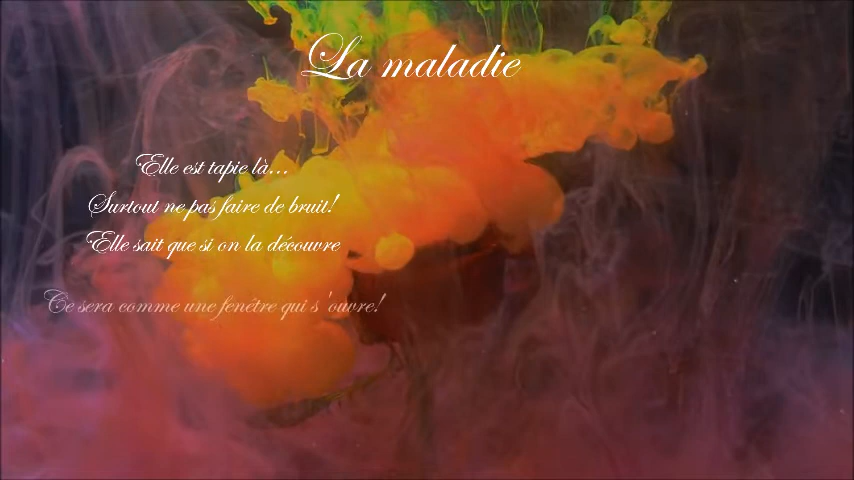 La maladie
Elle est tapie là...
Surtout ne pas faire de bruit!
Elle sait que si on la découvre
Ce sera comme une fenêtre qui s'ouvre!